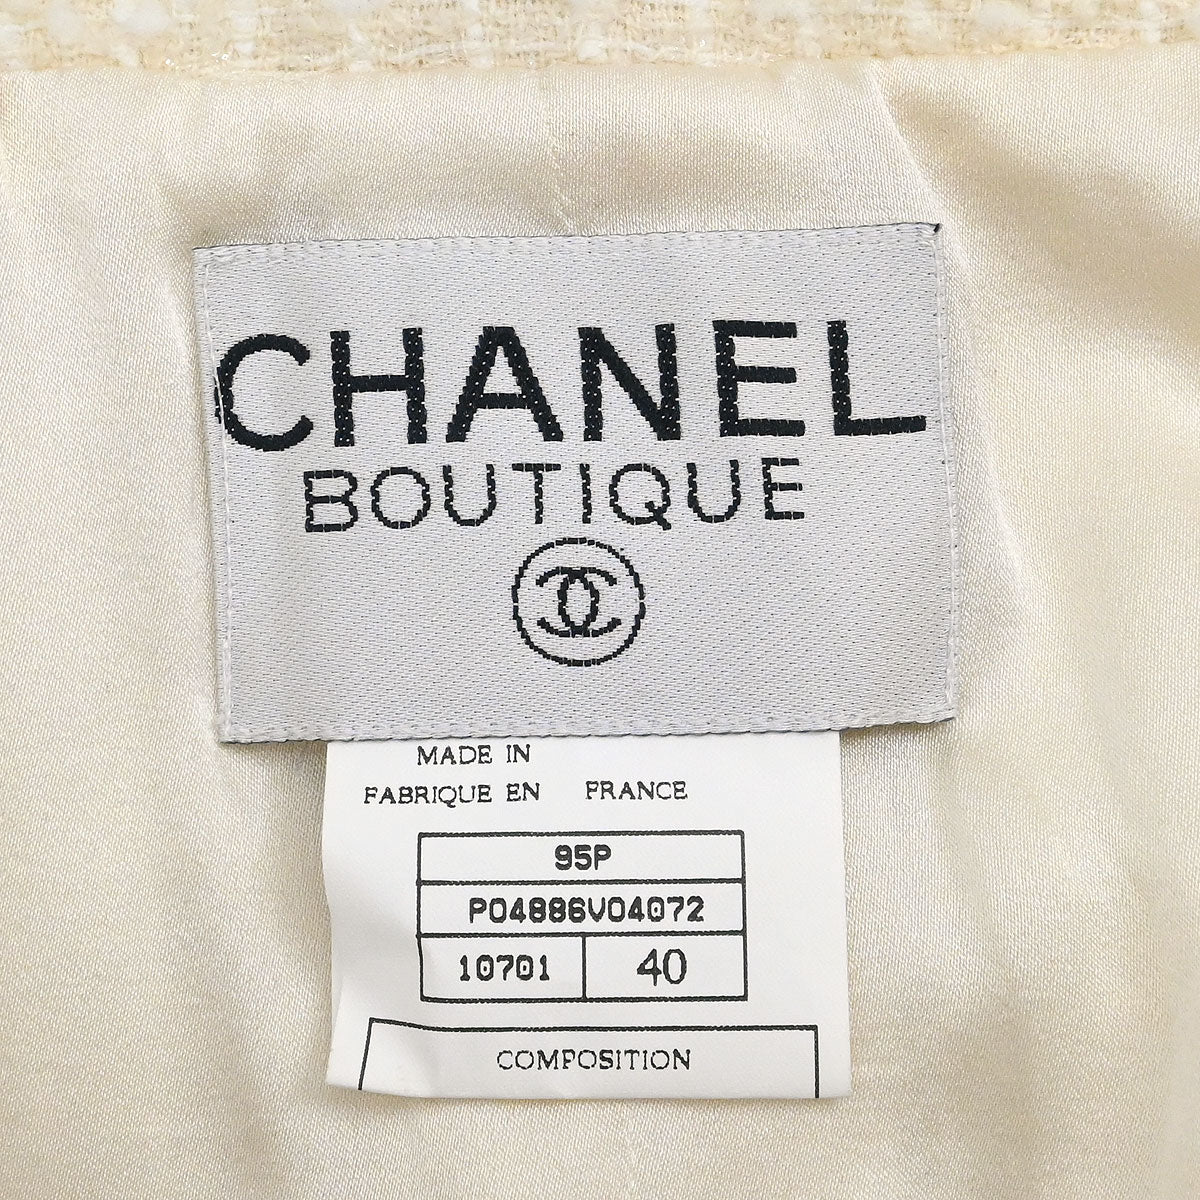 CHANEL
BOUTIQUE
MADE IN
FABRIQUE EN FRANCE
95P
P04886V04072
10701 40
COMPOSITION